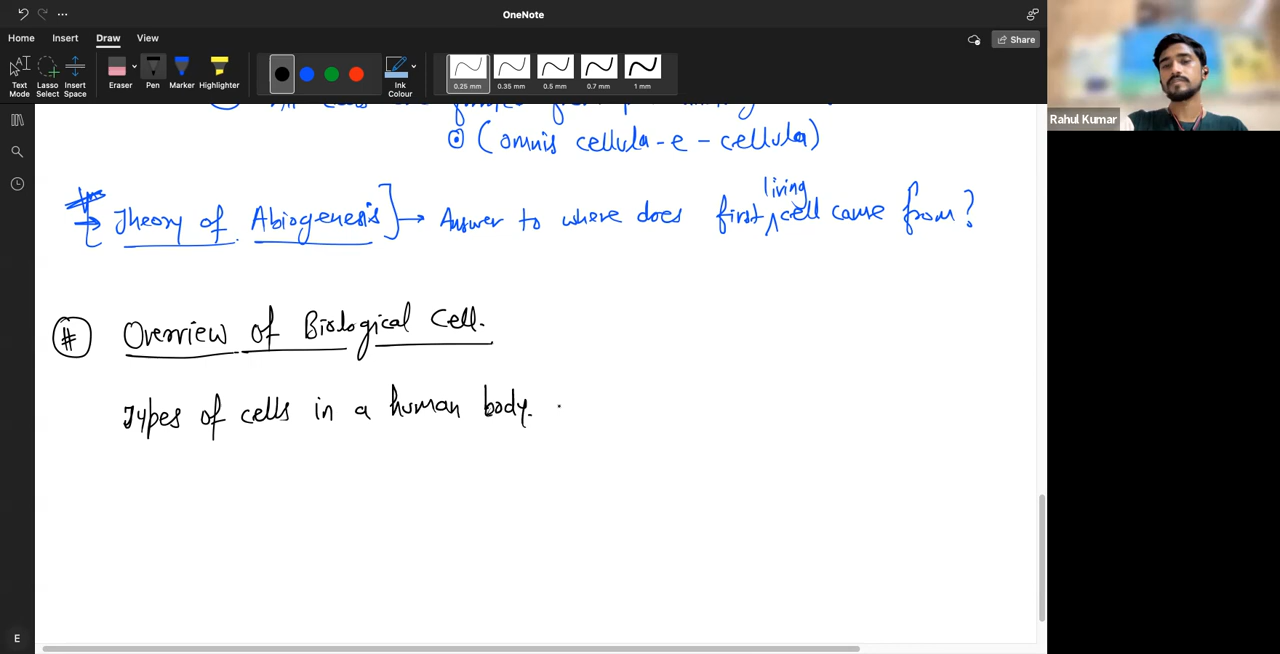 OneNote
Home Insert Draw View
Share
Text Mode
Lasso Select
Insert Space
Eraser
Pen
Marker
Highlighter
Ink Colour
0.25 mm 0.35 mm 0.5 mm 0.7 mm 1 mm
Rahul Kumar
cells
(omnis cellula-e-cellula)
Theory of Abiogenesis → Answer to where does first living cell came from?
# Overview of Biological Cell.
Types of cells in a human body.
E